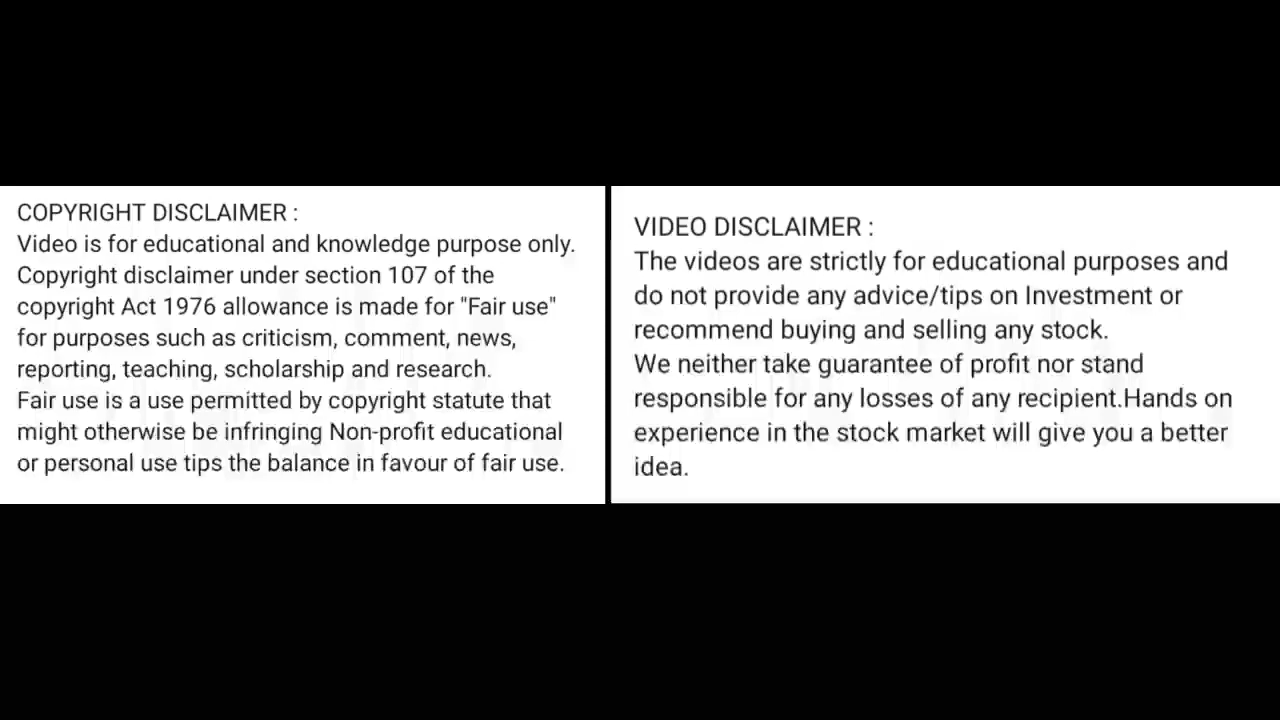 COPYRIGHT DISCLAIMER :
Video is for educational and knowledge purpose only.
Copyright disclaimer under section 107 of the
copyright Act 1976 allowance is made for "Fair use"
for purposes such as criticism, comment, news,
reporting, teaching, scholarship and research.
Fair use is a use permitted by copyright statute that
might otherwise be infringing Non-profit educational
or personal use tips the balance in favour of fair use.
VIDEO DISCLAIMER :
The videos are strictly for educational purposes and
do not provide any advice/tips on Investment or
recommend buying and selling any stock.
We neither take guarantee of profit nor stand
responsible for any losses of any recipient.Hands on
experience in the stock market will give you a better
idea.